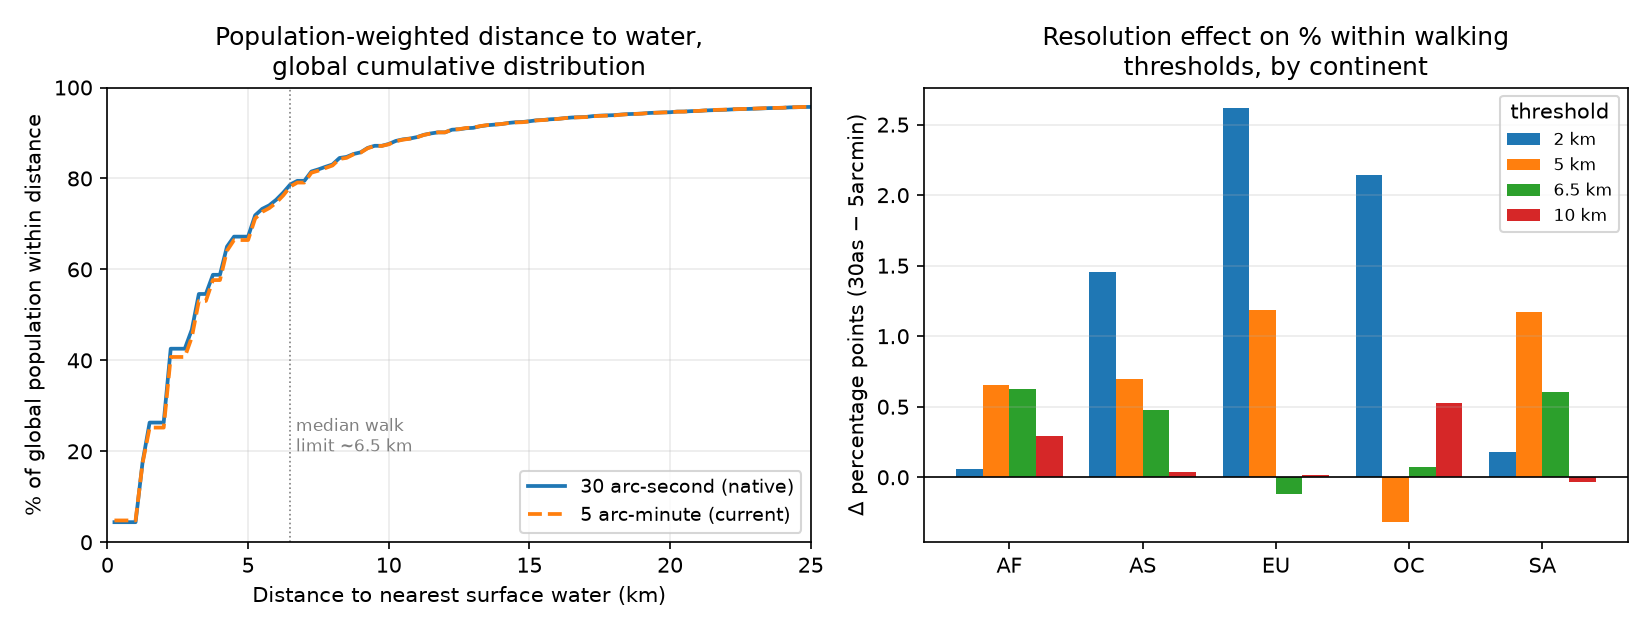 Population-weighted distance to water,
global cumulative distribution
% of global population within distance
100
80
60
40
20
0
median walk
limit ~6.5 km
30 arc-second (native)
5 arc-minute (current)
0 5 10 15 20 25
Distance to nearest surface water (km)
Resolution effect on % within walking
thresholds, by continent
Δ percentage points (30as − 5arcmin)
2.5
2.0
1.5
1.0
0.5
0.0
threshold
2 km
5 km
6.5 km
10 km
AF AS EU OC SA